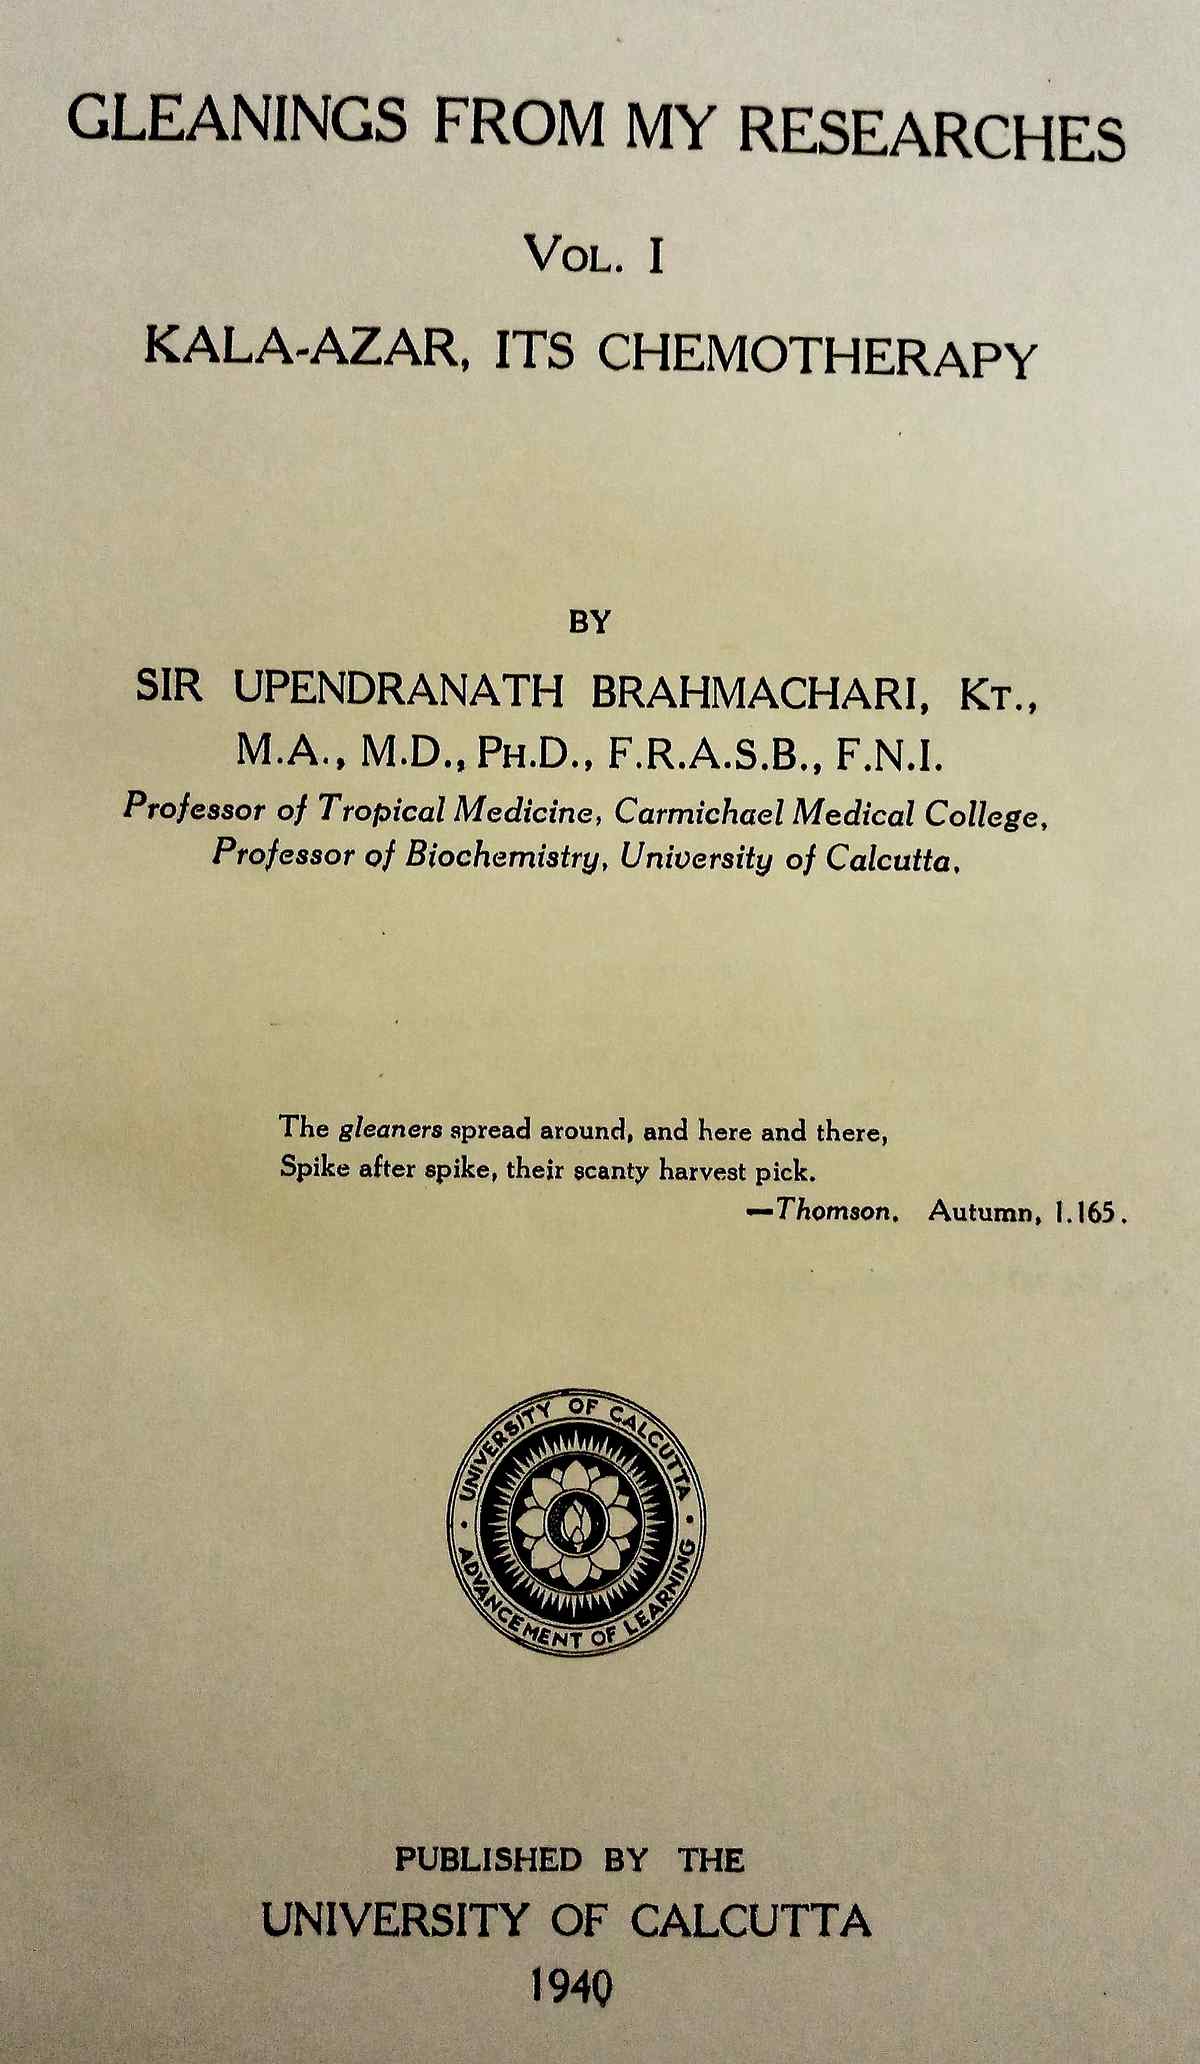 GLEANINGS FROM MY RESEARCHES
VOL. I
KALA-AZAR, ITS CHEMOTHERAPY
BY
SIR UPENDRANATH BRAHMACHARI, KT.,
M.A., M.D., PH.D., F.R.A.S.B., F.N.I.
Professor of Tropical Medicine, Carmichael Medical College,
Professor of Biochemistry, University of Calcutta.
The gleaners spread around, and here and there,
Spike after spike, their scanty harvest pick.
—Thomson. Autumn, 1.165.
UNIVERSITY OF CALCUTTA
ADVANCEMENT OF LEARNING
PUBLISHED BY THE
UNIVERSITY OF CALCUTTA
1940